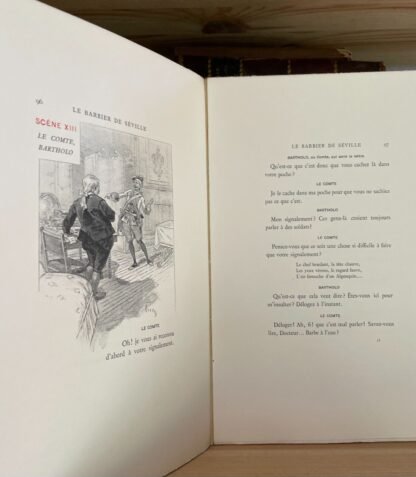 96
LE BARBIER DE SÉVILLE
SCÈNE XIII
LE COMTE,
BARTHOLO
LE COMTE
Oh! je vous ai reconnu
d'abord à votre signalement.
LE BARBIER DE SÉVILLE
97
BARTHOLO, au Comte, qui serre la lettre.
Qu'est-ce que c'est donc que vous cachez là dans
votre poche?
LE COMTE
Je le cache dans ma poche pour que vous ne sachiez
pas ce que c'est.
BARTHOLO
Mon signalement? Ces gens-là croient toujours
parler à des soldats!
LE COMTE
Pensez-vous que ce soit une chose si difficile à faire
que votre signalement?
Le chef branlant, la tête chauve,
Les yeux vérons, le regard fauve,
L'air farouche d'un Algonquin,...
BARTHOLO
Qu'est-ce que cela veut dire? Êtes-vous ici pour
m'insulter? Délogez à l'instant.
LE COMTE
Déloger! Ah, fi! que c'est mal parler! Savez-vous
lire, Docteur... Barbe à l'eau?